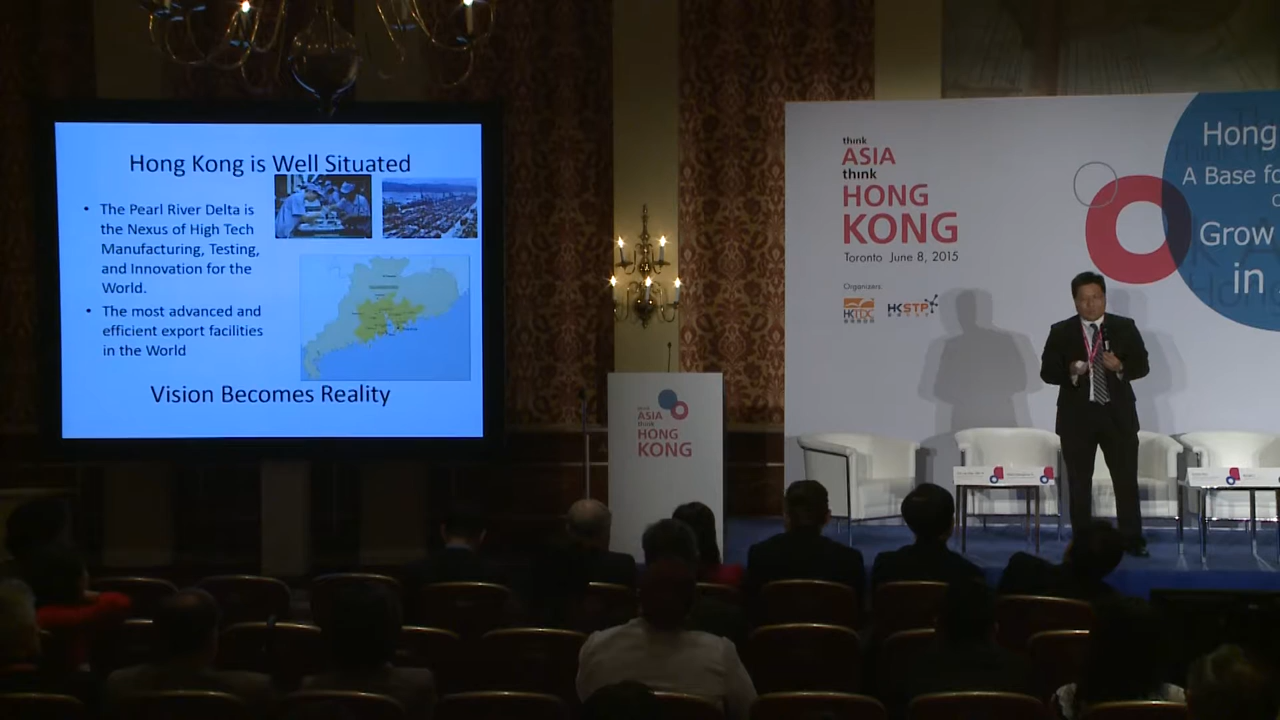 Hong Kong is Well Situated
• The Pearl River Delta is
the Nexus of High Tech
Manufacturing, Testing,
and Innovation for the
World.
• The most advanced and
efficient export facilities
in the World
Vision Becomes Reality
think
ASIA
think
HONG
KONG
think
ASIA
think
HONG
KONG
Toronto June 8, 2015
Organizers
HKTDC
HKSTP
Hong
A Base fo
Grow
in